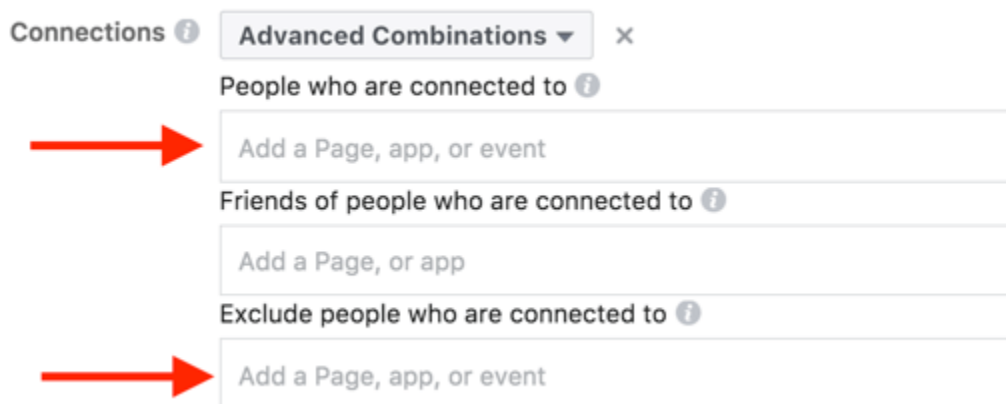 Connections Advanced Combinations
People who are connected to
Add a Page, app, or event
Friends of people who are connected to
Add a Page, or app
Exclude people who are connected to
Add a Page, app, or event